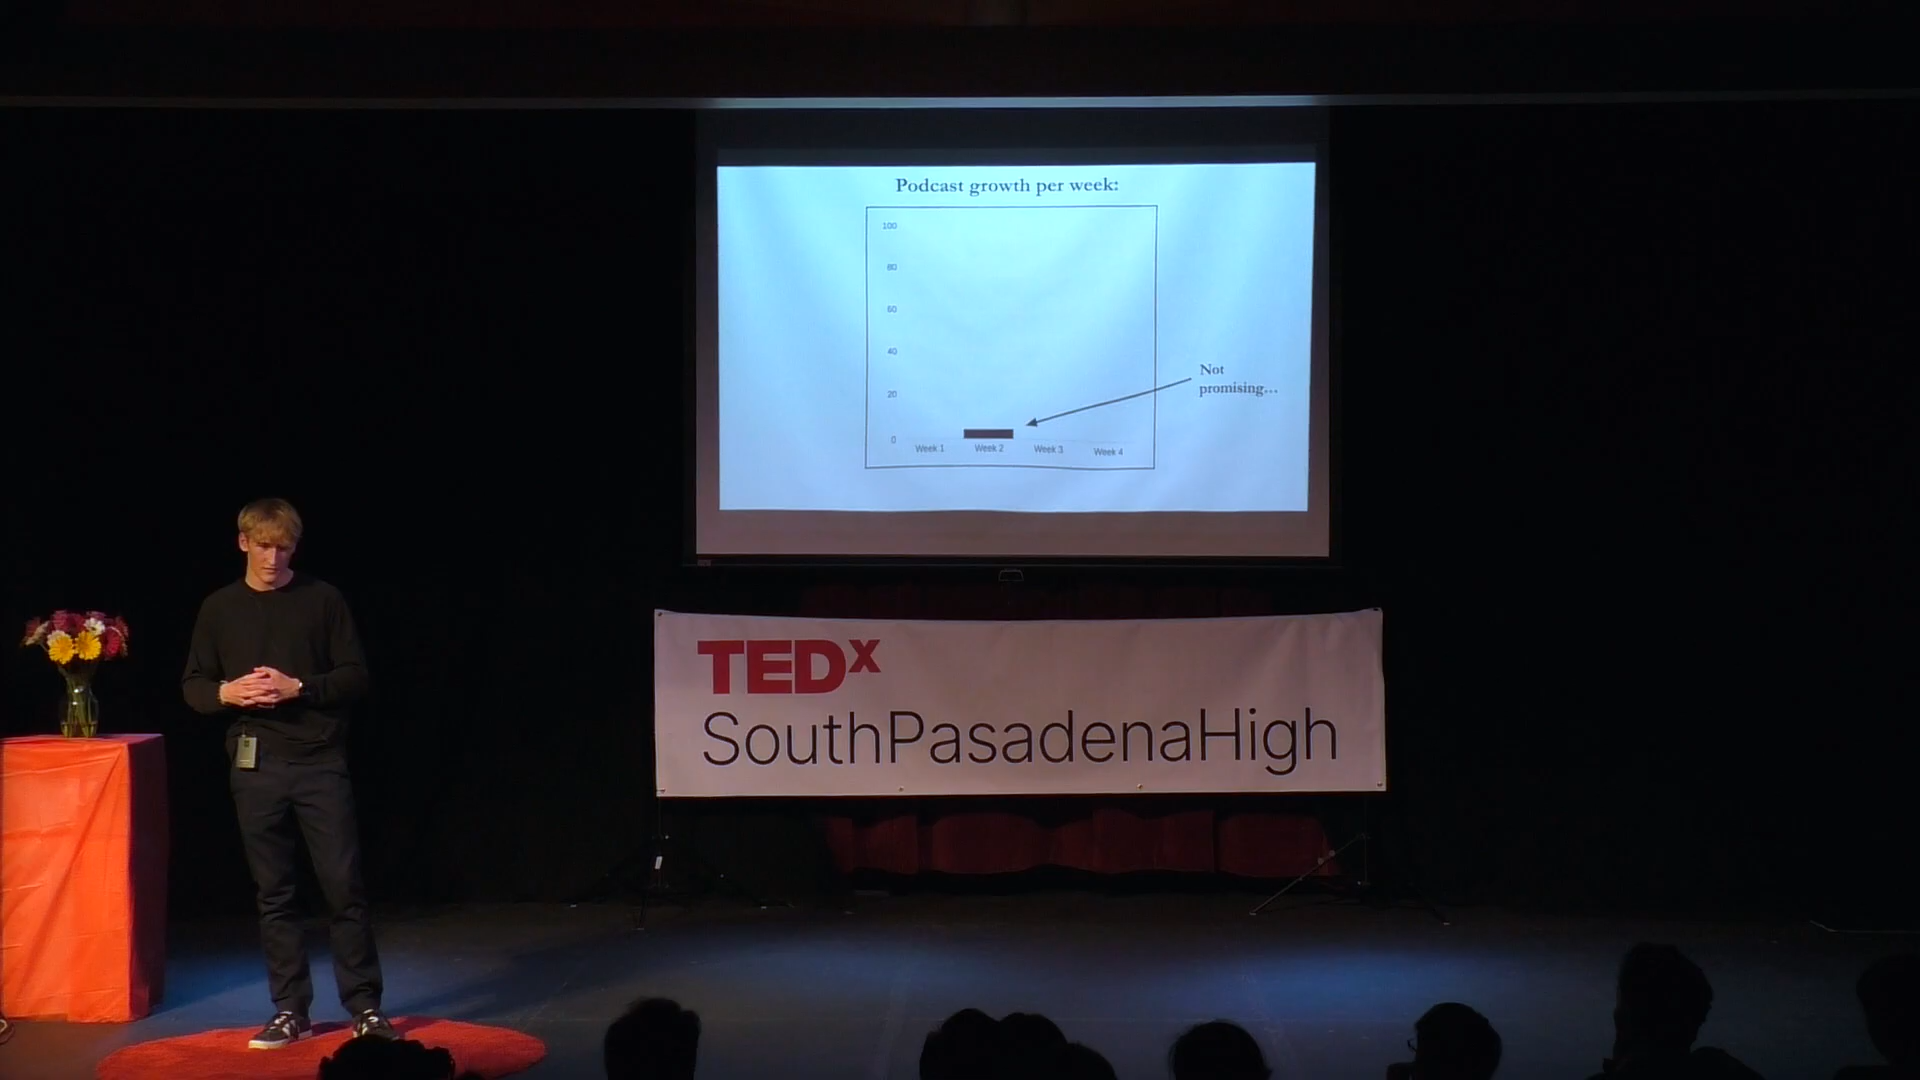 Podcast growth per week:
100
80
60
40
20
0
Week 1
Week 2
Week 3
Week 4
Not
promising...
TEDx
SouthPasadenaHigh